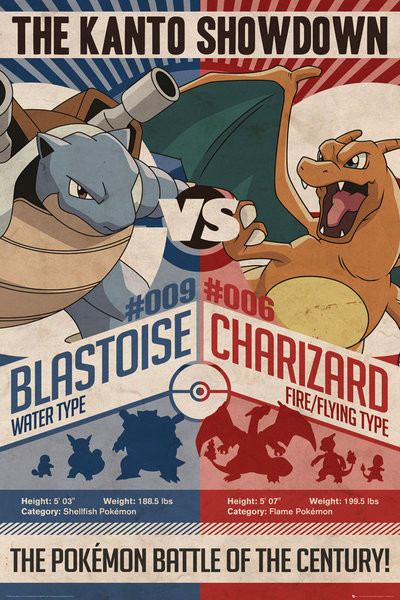 THE KANTO SHOWDOWN
VS
#009 #006
BLASTOISE
WATER TYPE
CHARIZARD
FIRE/FLYING TYPE
Height: 5' 03" Weight: 188.5 lbs
Category: Shellfish Pokémon
Height: 5' 07" Weight: 199.5 lbs
Category: Flame Pokémon
THE POKÉMON BATTLE OF THE CENTURY!